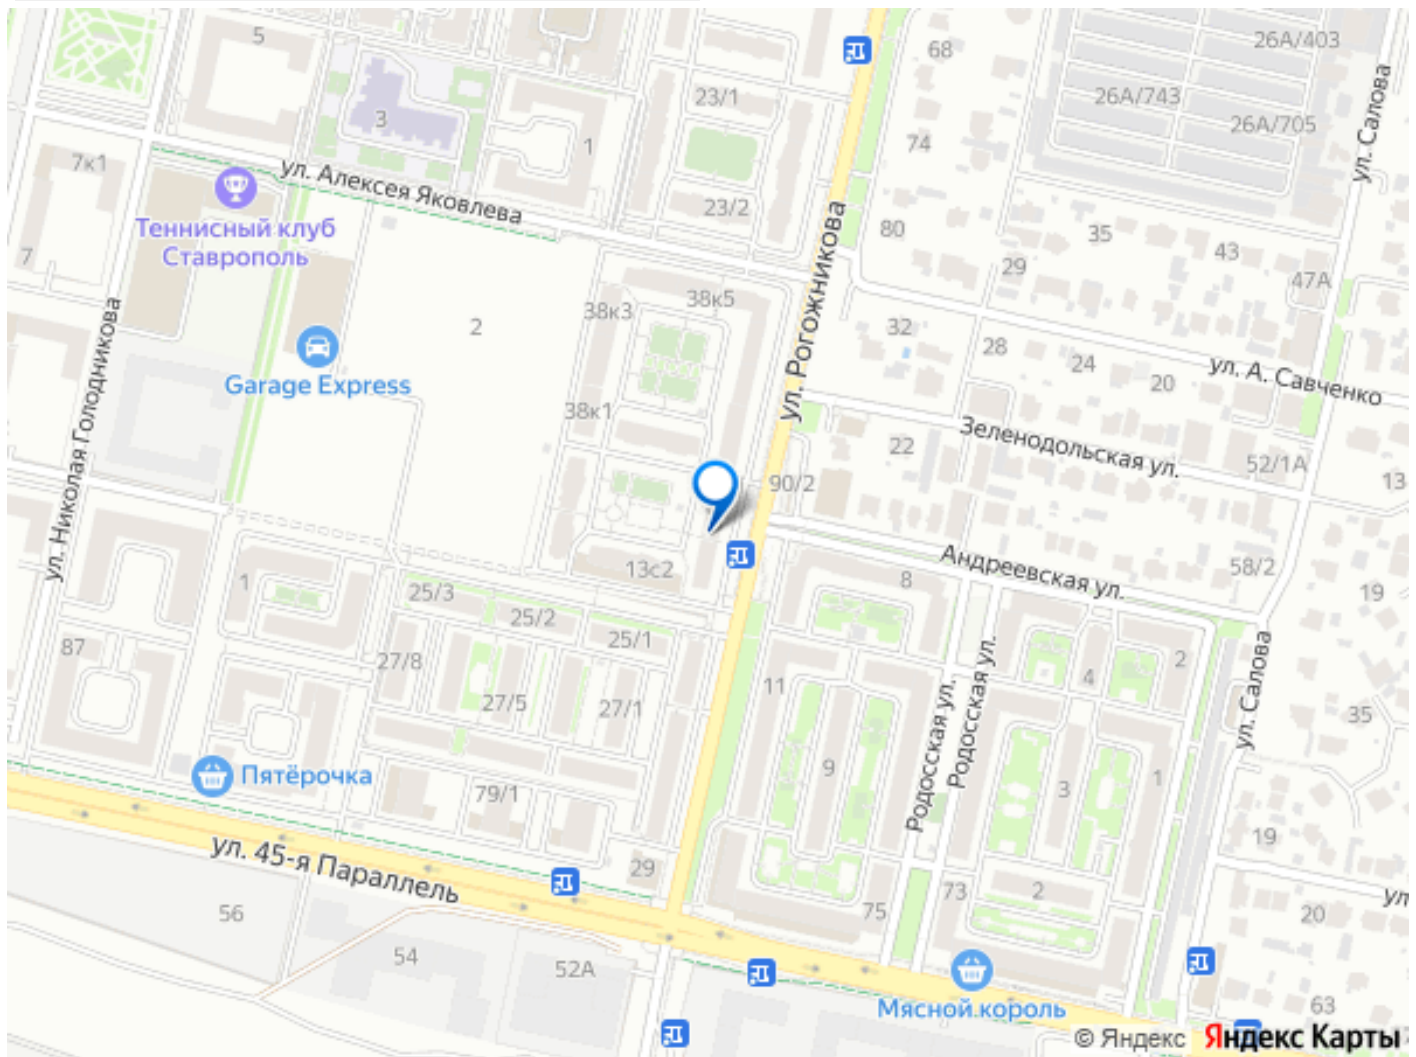 5
68
26А/403
26А/743
26А/705
23/1
3
1
74
ул. Салова
7к1
ул. Алексея Яковлева
23/2
80
35
43
Теннисный клуб
Ставрополь
7
29
47А
ул. Рогожникова
38к5
38к3
2
32
28
24
20
ул. А. Савченко
Garage Express
38к1
ул. Николая Голодникова
22
Зеленодольская ул.
52/1А
13
90/2
Андреевская ул.
13с2
8
58/2
19
1
25/3
25/2
25/1
87
27/8
27/5
27/1
11
2
4
ул. Салова
Родосская ул.
Родосская ул.
35
Пятёрочка
79/1
9
3
1
19
ул. 45-я Параллель
29
56
54
52А
75
73
2
20
ул
Мясной король
63
© Яндекс
Яндекс Карты